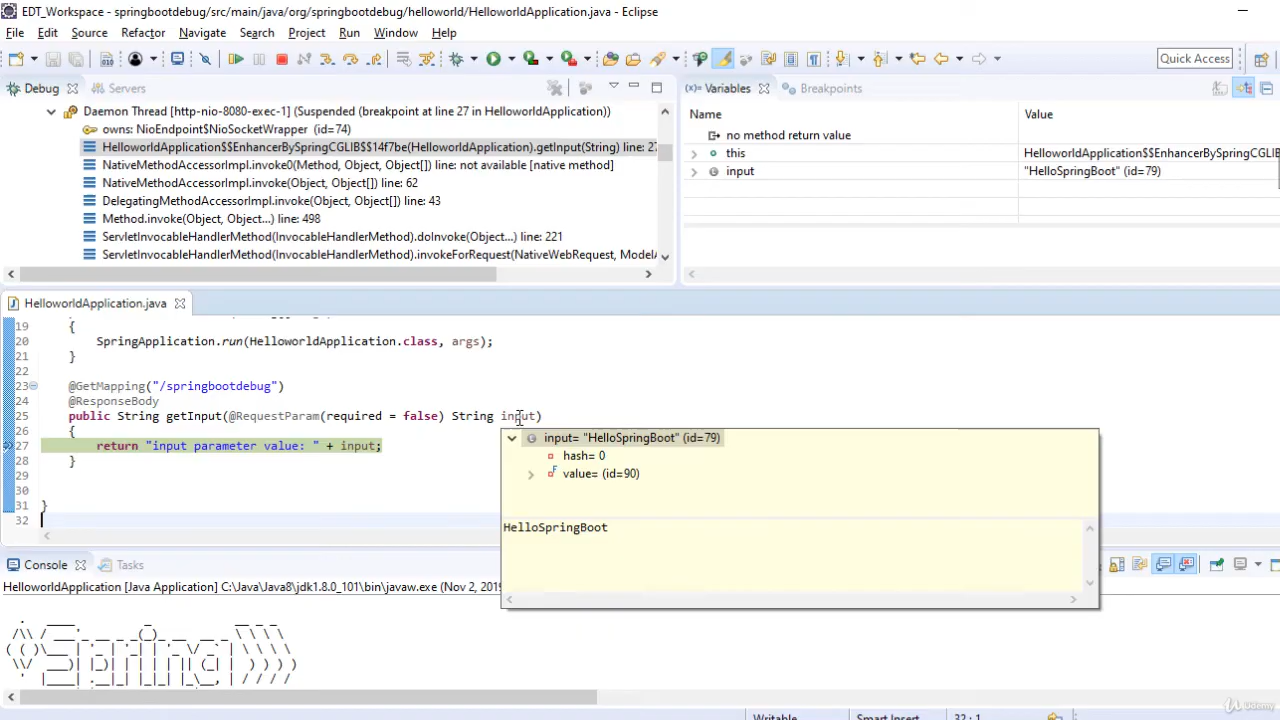 EDT_Workspace - springbootdebug/src/main/java/org/springbootdebug/helloworld/HelloworldApplication.java - Eclipse
File Edit Source Refactor Navigate Search Project Run Window Help
Quick Access
Debug Servers
Daemon Thread [http-nio-8080-exec-1] (Suspended (breakpoint at line 27 in HelloworldApplication))
owns: NioEndpoint$NioSocketWrapper (id=74)
HelloworldApplication$$EnhancerBySpringCGLIB$$14f7be(HelloworldApplication).getInput(String) line: 27
NativeMethodAccessorImpl.invoke0(Method, Object, Object[]) line: not available [native method]
NativeMethodAccessorImpl.invoke(Object, Object[]) line: 62
DelegatingMethodAccessorImpl.invoke(Object, Object[]) line: 43
Method.invoke(Object, Object...) line: 498
ServletInvocableHandlerMethod(InvocableHandlerMethod).doInvoke(Object...) line: 221
ServletInvocableHandlerMethod(InvocableHandlerMethod).invokeForRequest(NativeWebRequest, ModelA
(x)= Variables Breakpoints
Name Value
no method return value
this HelloworldApplication$$EnhancerBySpringCGLIB
input "HelloSpringBoot" (id=79)
HelloworldApplication.java
19 {
20 SpringApplication.run(HelloworldApplication.class, args);
21 }
22
23 @GetMapping("/springbootdebug")
24 @ResponseBody
25 public String getInput(@RequestParam(required = false) String input)
26 {
27 return "input parameter value: " + input;
28 }
29
30
31 }
32
input= "HelloSpringBoot" (id=79)
hash= 0
value= (id=90)
HelloSpringBoot
Console Tasks
HelloworldApplication [Java Application] C:\Java\Java8\jdk1.8.0_101\bin\javaw.exe (Nov 2, 2019
Spring
Writable Smart Insert 32 : 1
Udemy